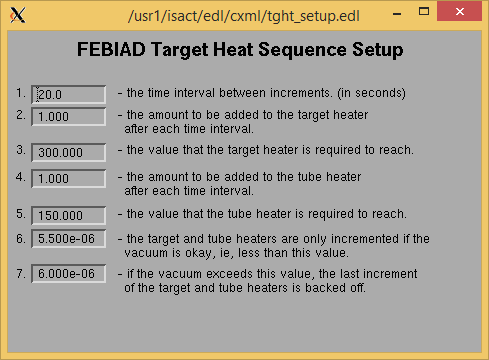 /usr1/isact/edl/cxml/tght_setup.edl
FEBIAD Target Heat Sequence Setup
1. 20.0 - the time interval between increments. (in seconds)
2. 1.000 - the amount to be added to the target heater
after each time interval.
3. 300.000 - the value that the target heater is required to reach.
4. 1.000 - the amount to be added to the tube heater
after each time interval.
5. 150.000 - the value that the tube heater is required to reach.
6. 5.500e-06 - the target and tube heaters are only incremented if the
vacuum is okay, ie, less than this value.
7. 6.000e-06 - if the vacuum exceeds this value, the last increment
of the target and tube heaters is backed off.